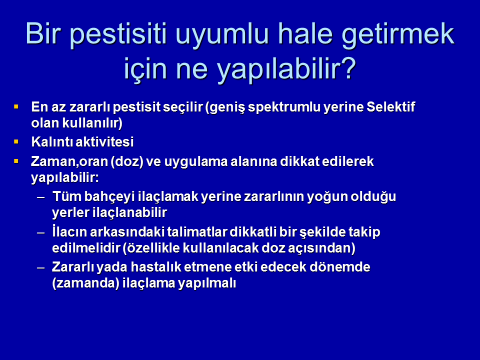 Bir pestisiti uyumlu hale getirmek
için ne yapılabilir?
En az zararlı pestisit seçilir (geniş spektrumlu yerine Selektif
olan kullanılır)
Kalıntı aktivitesi
Zaman,oran (doz) ve uygulama alanına dikkat edilerek
yapılabilir:
– Tüm bahçeyi ilaçlamak yerine zararlının yoğun olduğu
yerler ilaçlanabilir
– İlacın arkasındaki talimatlar dikkatli bir şekilde takip
edilmelidir (özellikle kullanılacak doz açısından)
– Zararlı yada hastalık etmene etki edecek dönemde
(zamanda) ilaçlama yapılmalı